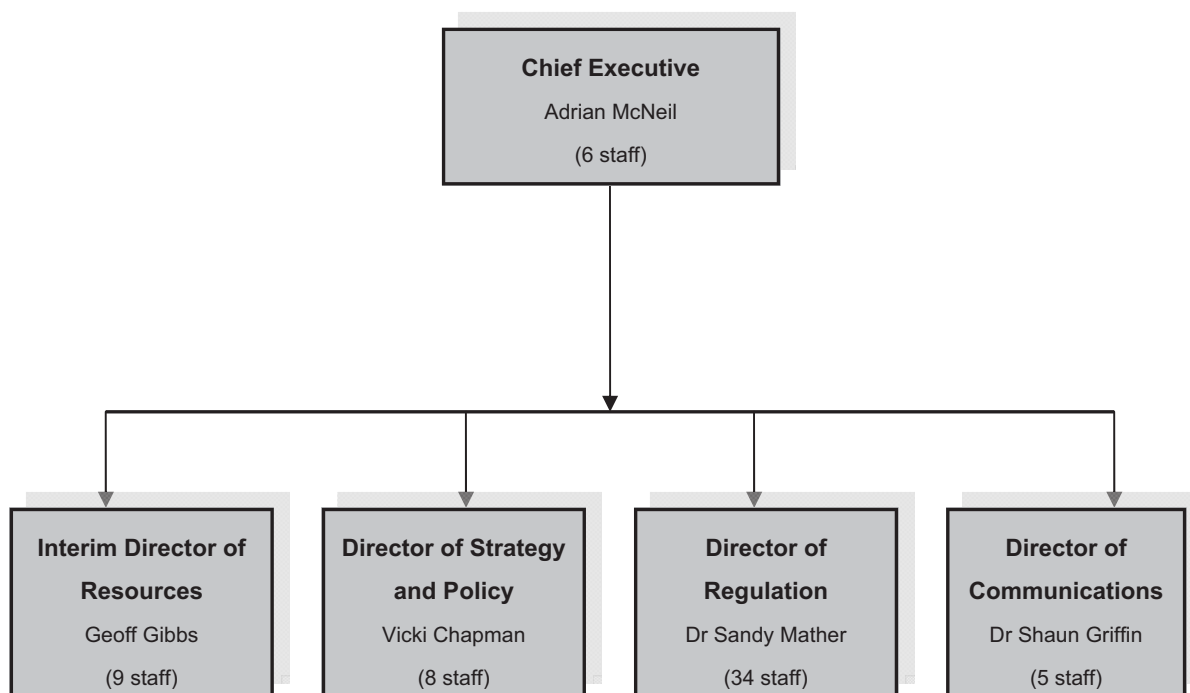 Chief Executive
Adrian McNeil
(6 staff)
Interim Director of
Resources
Geoff Gibbs
(9 staff)
Director of Strategy
and Policy
Vicki Chapman
(8 staff)
Director of
Regulation
Dr Sandy Mather
(34 staff)
Director of
Communications
Dr Shaun Griffin
(5 staff)